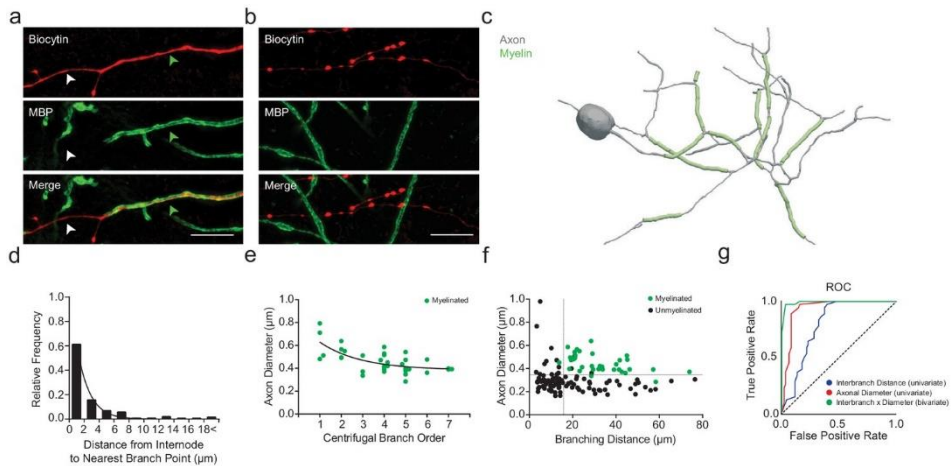 a
Biocytin
MBP
Merge
b
Biocytin
MBP
Merge
c
Axon
Myelin
d
Relative Frequency
1.0
0.8
0.6
0.4
0.2
0.0
0 2 4 6 8 10 12 14 16 18<
Distance from Internode
to Nearest Branch Point (μm)
e
Axon Diameter (μm)
1.0
0.8
0.6
0.4
0.2
0.0
0 1 2 3 4 5 6 7
Centrifugal Branch Order
Myelinated
f
Axon Diameter (μm)
1.0
0.8
0.6
0.4
0.2
0.0
0 20 40 60 80
Branching Distance (μm)
Myelinated
Unmyelinated
g
ROC
True Positive Rate
1.0
0.5
0.0
0.0 0.5 1.0
False Positive Rate
Interbranch Distance (univariate)
Axonal Diameter (univariate)
Interbranch x Diameter (bivariate)